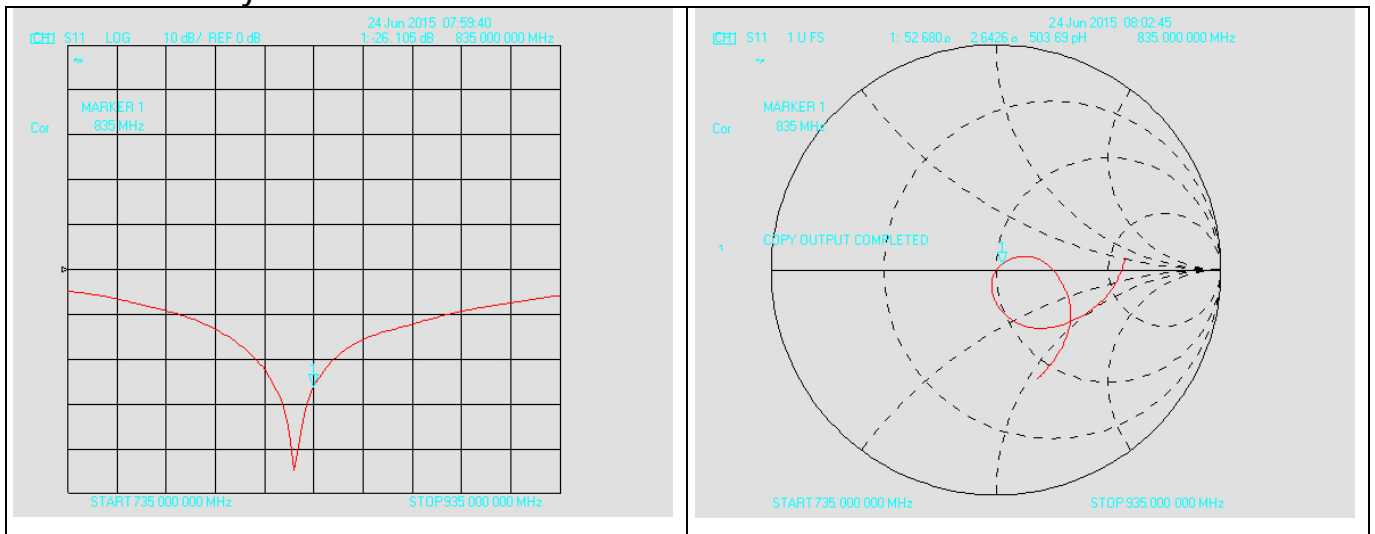 24 Jun 2015 07:59:40
CH1 S11 LOG 10 dB/ REF 0 dB 1:-26.105 dB 835.000 000 MHz
MARKER 1
835 MHz
Cor
1
START 735.000 000 MHz STOP 935.000 000 MHz
24 Jun 2015 08:02:45
CH1 S11 1 U FS 1: 52.680 o 2.6426 o 503.69 pH 835.000 000 MHz
MARKER 1
835 MHz
Cor
COPY OUTPUT COMPLETED
1
1
START 735.000 000 MHz STOP 935.000 000 MHz